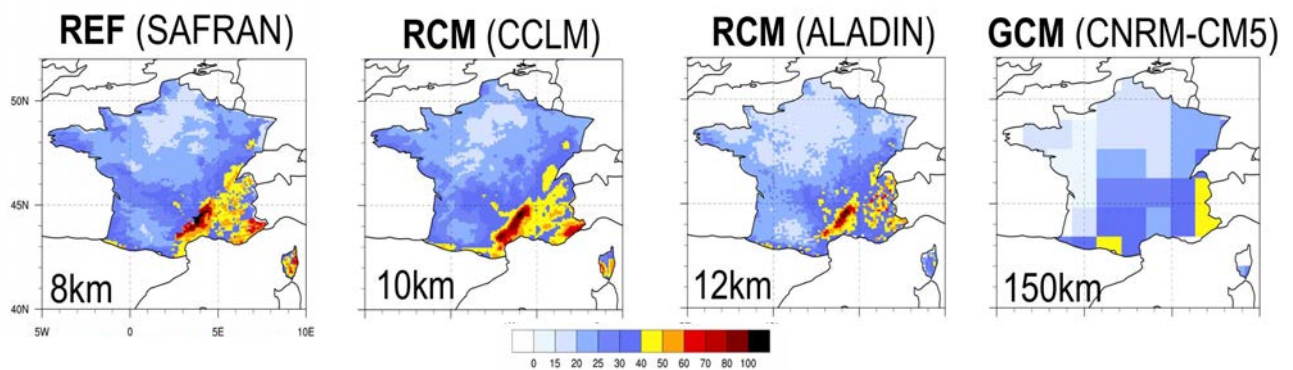 REF (SAFRAN)
RCM (CCLM)
RCM (ALADIN)
GCM (CNRM-CM5)
50N
45N
40N
8km
10km
12km
150km
5W 0 5E 10E
0 15 20 25 30 40 50 60 70 80 100